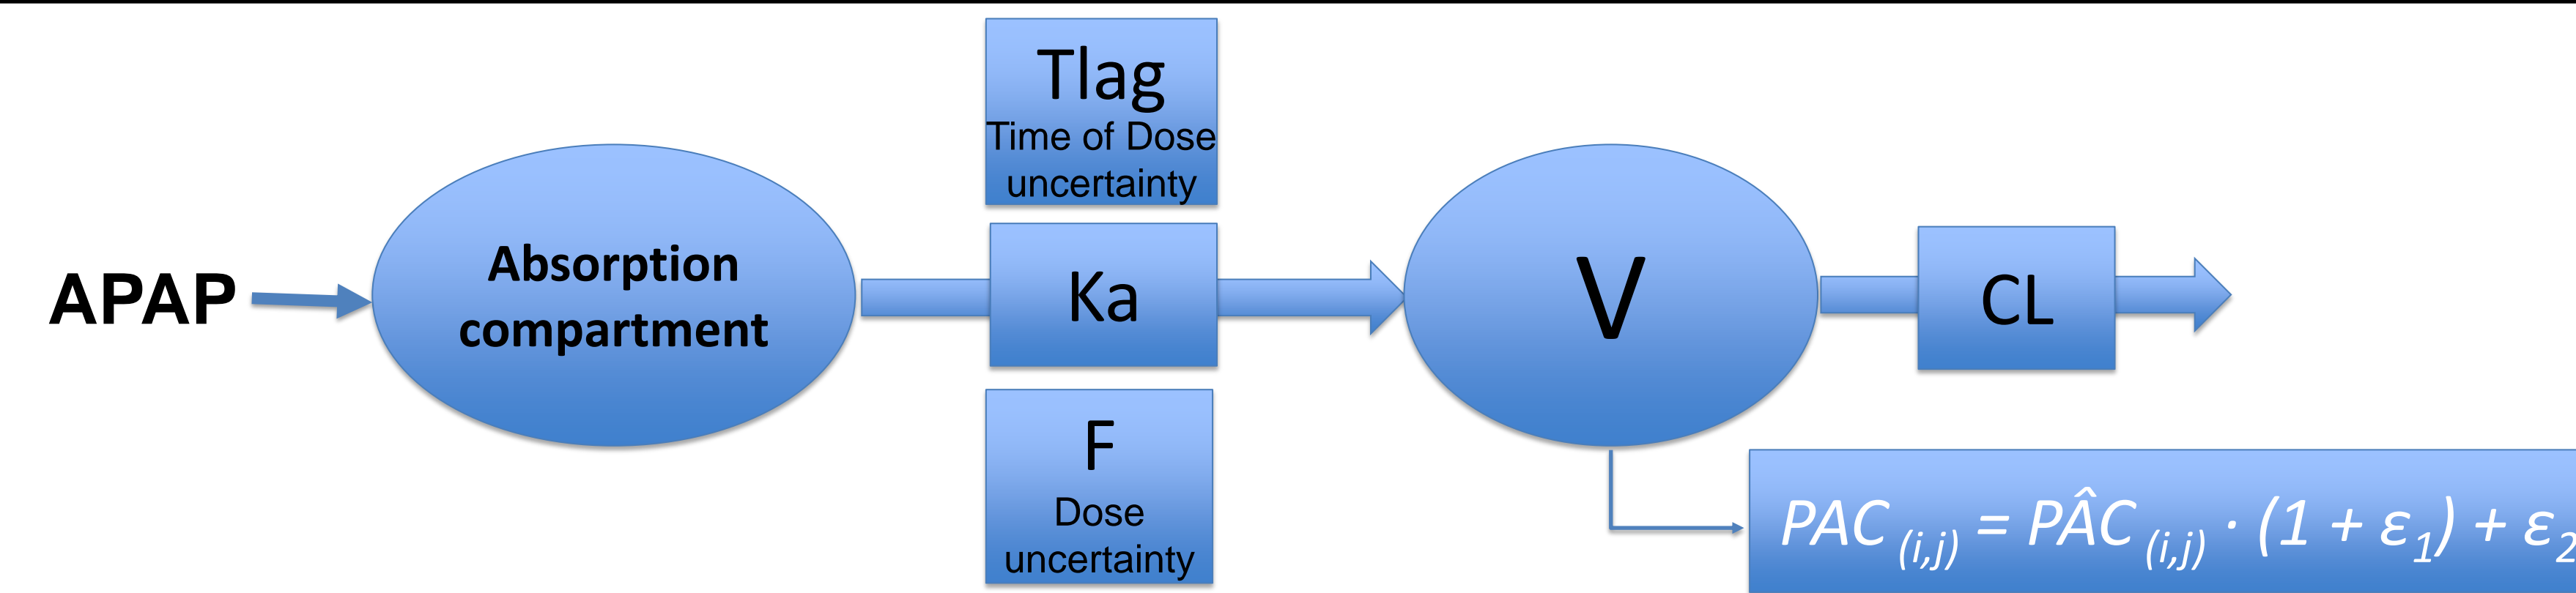 APAP
Absorption
compartment
Tlag
Time of Dose
uncertainty
Ka
F
Dose
uncertainty
V
CL
PAC (i,j) = PÂC (i,j) · (1 + ε1) + ε2